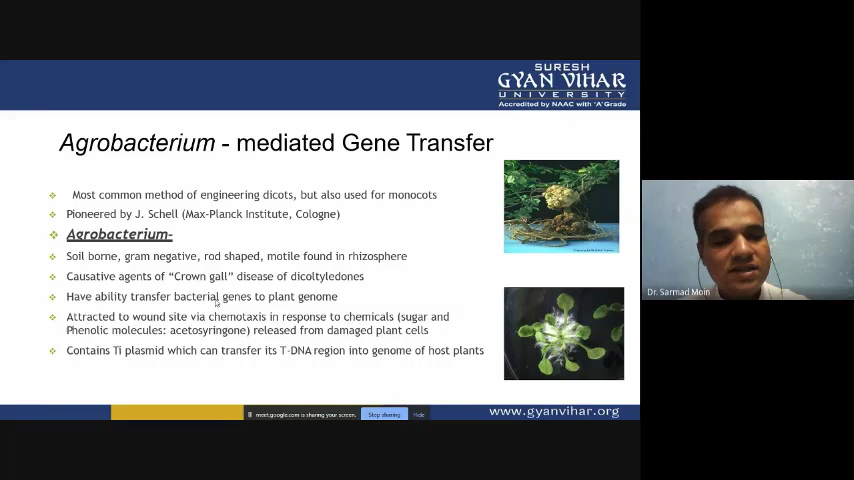 SURESH
GYAN VIHAR
UNIVERSITY
Accredited by NAAC with 'A' Grade
Agrobacterium - mediated Gene Transfer
Most common method of engineering dicots, but also used for monocots
Pioneered by J. Schell (Max-Planck Institute, Cologne)
Agrobacterium-
Soil borne, gram negative, rod shaped, motile found in rhizosphere
Causative agents of “Crown gall” disease of dicoltyledones
Have ability transfer bacterial genes to plant genome
Attracted to wound site via chemotaxis in response to chemicals (sugar and
Phenolic molecules: acetosyringone) released from damaged plant cells
Contains Ti plasmid which can transfer its T-DNA region into genome of host plants
Dr. Sarmad Moin
meet.google.com is sharing your screen.
Stop sharing
Hide
www.gyanvihar.org